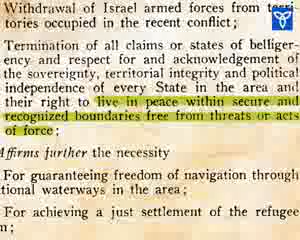 Withdrawal of Israel armed forces from terri-
tories occupied in the recent conflict;
Termination of all claims or states of belliger-
ency and respect for and acknowledgement of
the sovereignty, territorial integrity and political
independence of every State in the area and
their right to live in peace within secure and
recognized boundaries free from threats or acts
of force;
Affirms further the necessity
For guaranteeing freedom of navigation through
tional waterways in the area;
For achieving a just settlement of the refugee
n;